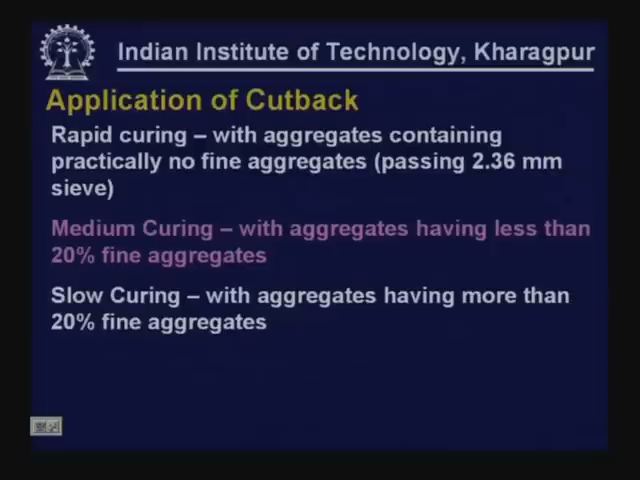 Indian Institute of Technology, Kharagpur
Application of Cutback
Rapid curing – with aggregates containing
practically no fine aggregates (passing 2.36 mm
sieve)
Medium Curing – with aggregates having less than
20% fine aggregates
Slow Curing – with aggregates having more than
20% fine aggregates